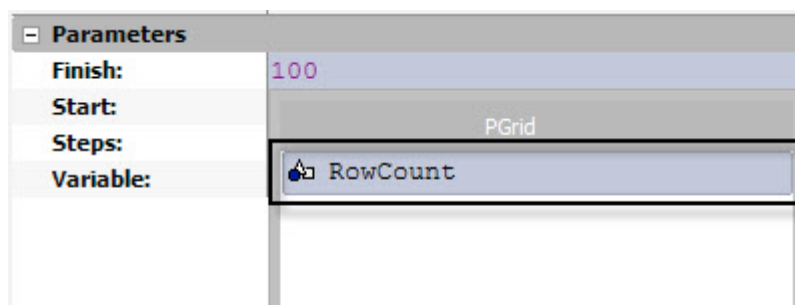 Parameters
Finish: 100
Start:
PGrid
Steps:
Variable:
RowCount